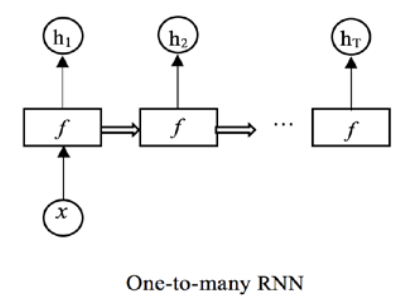 h1 h2 hT
f f ... f
x
One-to-many RNN